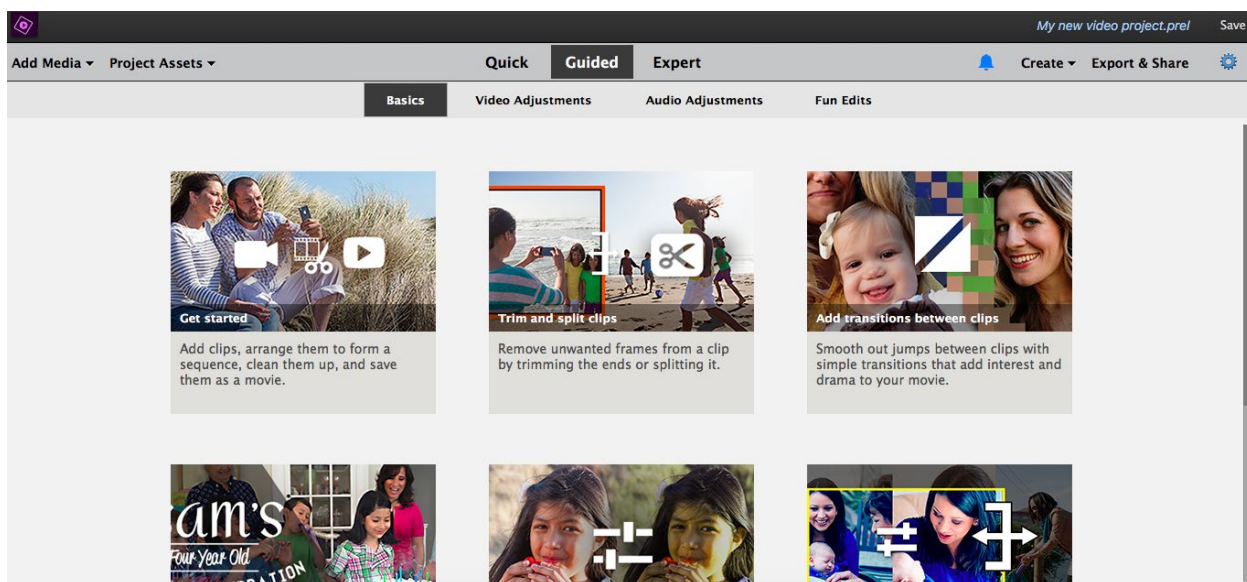 My new video project.prel Save
Add Media Project Assets Quick Guided Expert Create Export & Share
Basics Video Adjustments Audio Adjustments Fun Edits
Get started
Add clips, arrange them to form a
sequence, clean them up, and save
them as a movie.
Trim and split clips
Remove unwanted frames from a clip
by trimming the ends or splitting it.
Add transitions between clips
Smooth out jumps between clips with
simple transitions that add interest and
drama to your movie.
am's
Four Year Old